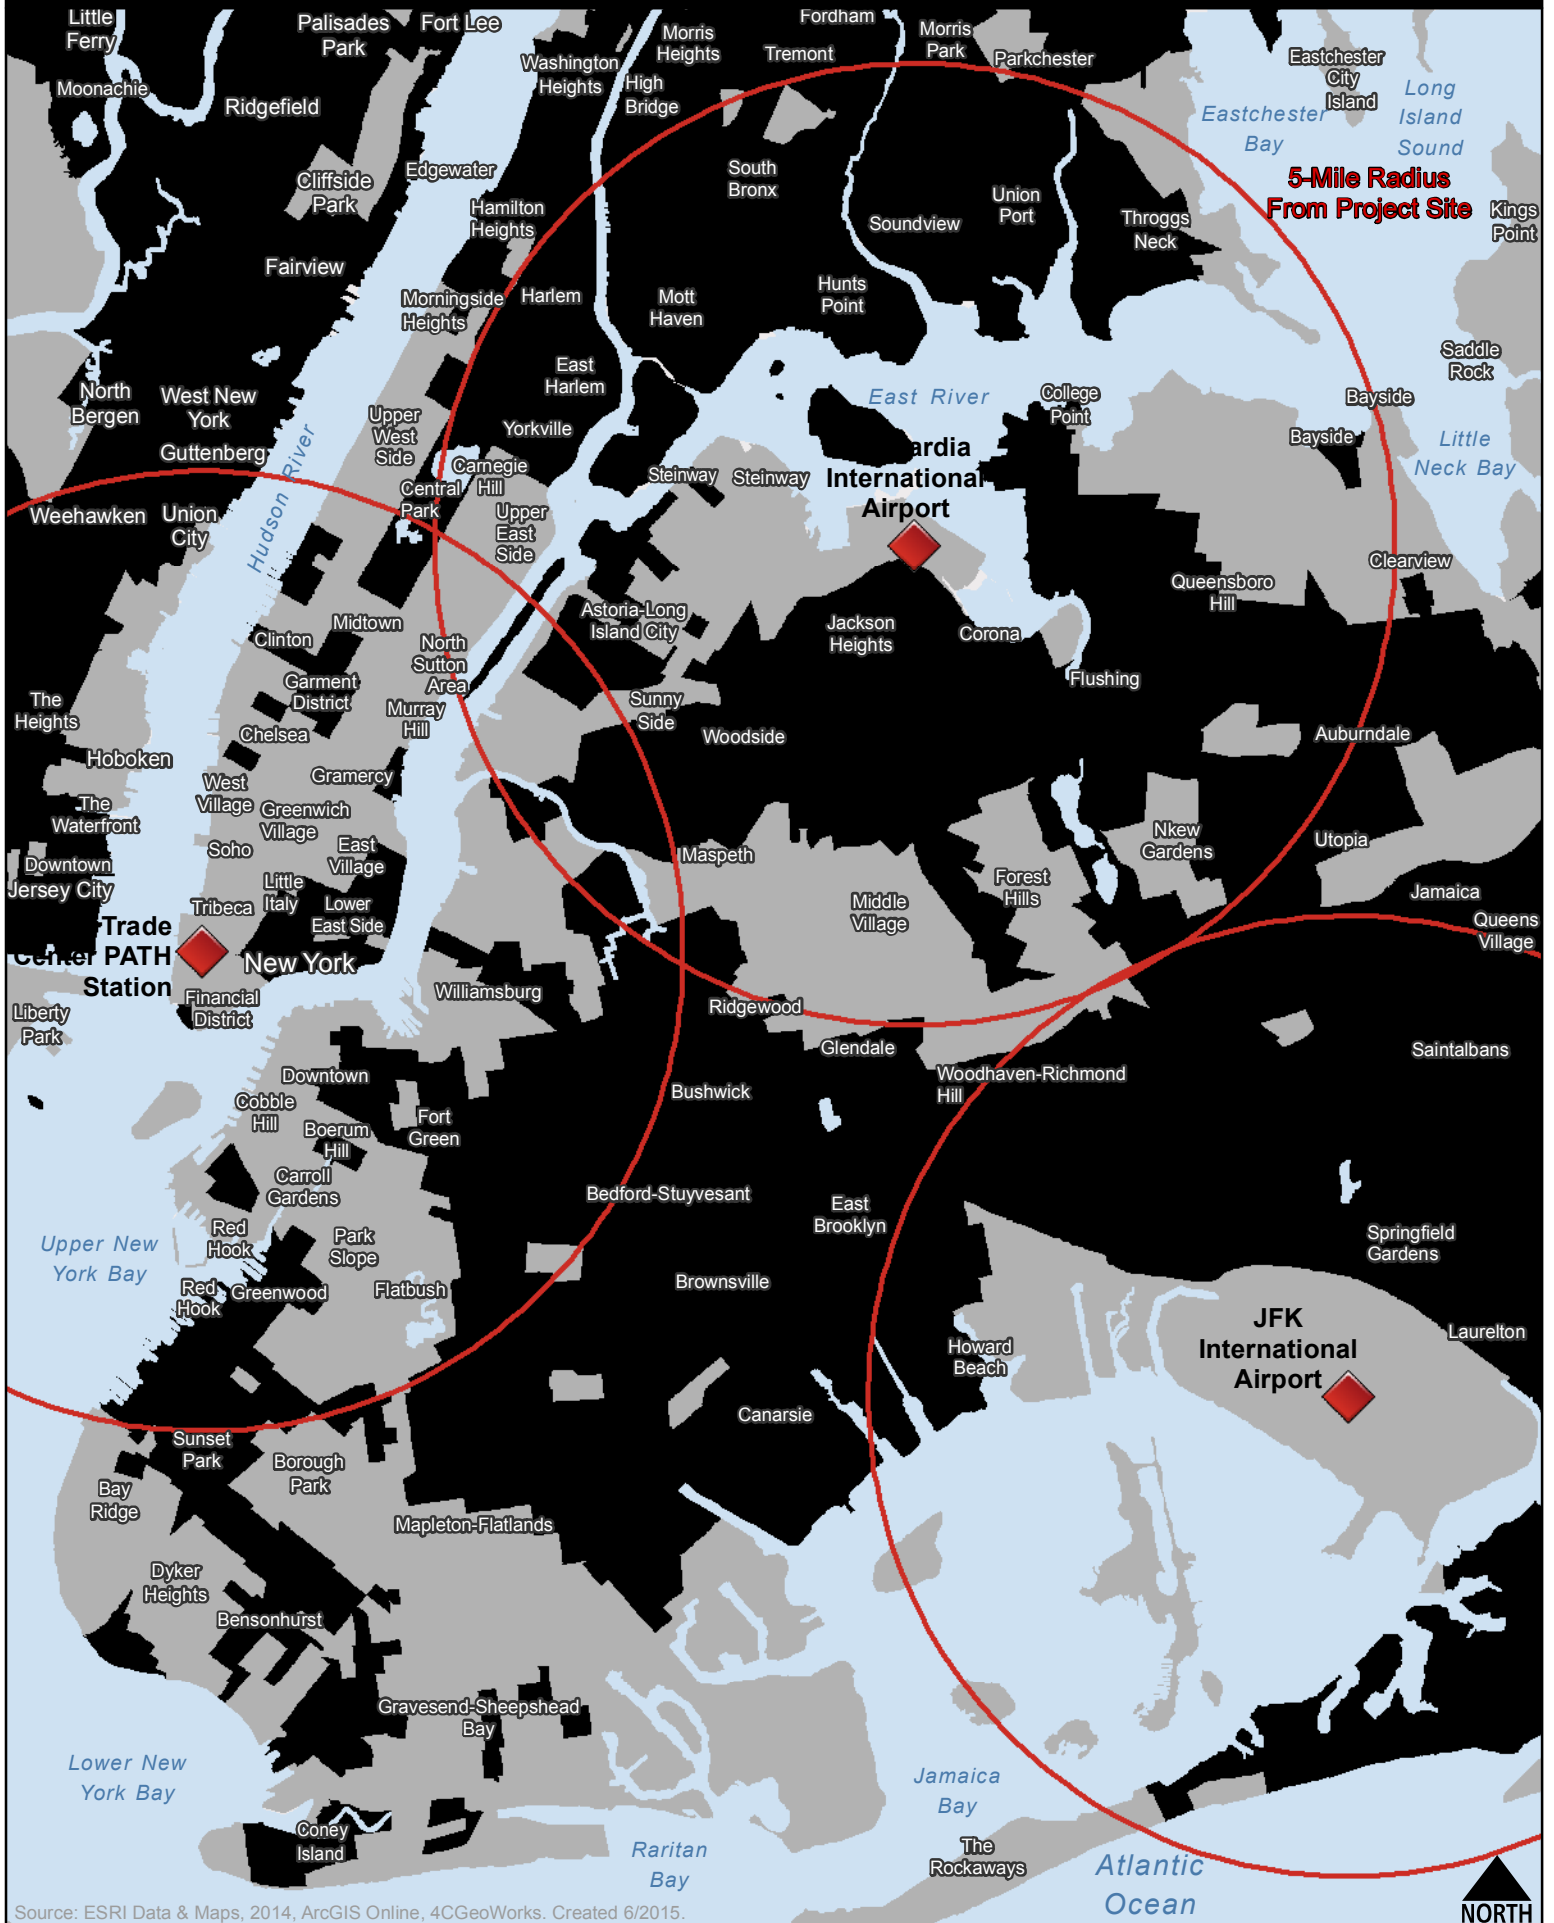 Little
Ferry
Palisades
Park
Fort Lee
Fordham
Morris
Heights
Tremont
Morris
Park
Parkchester
Eastchester
City
Island
Long
Island
Sound
Moonachie
Ridgefield
Washington
Heights
High
Bridge
Eastchester
Bay
5-Mile Radius
From Project Site
Kings
Point
Cliffside
Park
Edgewater
Hamilton
Heights
South
Bronx
Soundview
Union
Port
Throggs
Neck
Fairview
Morningside
Heights
Harlem
Mott
Haven
Hunts
Point
East
Harlem
Saddle
Rock
North
Bergen
West New
York
Guttenberg
Hudson River
Upper
West
Side
Yorkville
East River
College
Point
Bayside
Bayside
Little
Neck Bay
Carnegie
Hill
Central
Park
Upper
East
Side
Steinway
Steinway
ardia
International
Airport
Weehawken
Union
City
Clearview
Queensboro
Hill
Astoria-Long
Island City
Jackson
Heights
Corona
Flushing
Midtown
Clinton
North
Sutton
Area
Garment
District
Murray
Hill
Chelsea
Sunny
Side
Woodside
Auburndale
The
Heights
Hoboken
West
Village
Gramercy
Greenwich
Village
The
Waterfront
Soho
East
Village
Maspeth
Nkew
Gardens
Utopia
Downtown
Jersey City
Little
Italy
Tribeca
Lower
East Side
Middle
Village
Forest
Hills
Jamaica
Queens
Village
Trade
Center PATH
Station
New York
Financial
District
Williamsburg
Ridgewood
Liberty
Park
Glendale
Saintalbans
Woodhaven-Richmond
Hill
Downtown
Cobble
Hill
Boerum
Hill
Fort
Green
Bushwick
Carroll
Gardens
Bedford-Stuyvesant
East
Brooklyn
Red
Hook
Park
Slope
Upper New
York Bay
Springfield
Gardens
Red
Hook
Greenwood
Flatbush
Brownsville
JFK
International
Airport
Laurelton
Howard
Beach
Canarsie
Sunset
Park
Borough
Park
Bay
Ridge
Mapleton-Flatlands
Dyker
Heights
Bensonhurst
Gravesend-Sheepshead
Bay
Lower New
York Bay
Jamaica
Bay
Coney
Island
Raritan
Bay
The
Rockaways
Atlantic
Ocean
NORTH
Source: ESRI Data & Maps, 2014, ArcGIS Online, 4CGeoWorks. Created 6/2015.